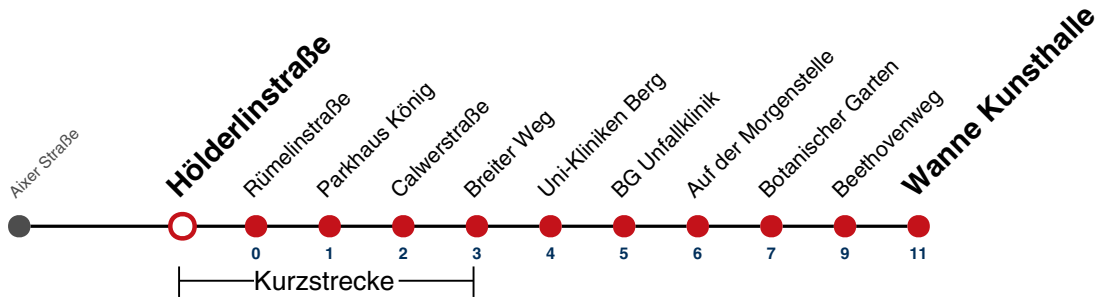 Aixer Straße
Hölderlinstraße
Rümelinstraße
Parkhaus König
Calwerstraße
Breiter Weg
Uni-Kliniken Berg
BG Unfallklinik
Auf der Morgenstelle
Botanischer Garten
Beethovenweg
Wanne Kunsthalle
0 1 2 3 4 5 6 7 9 11
Kurzstrecke